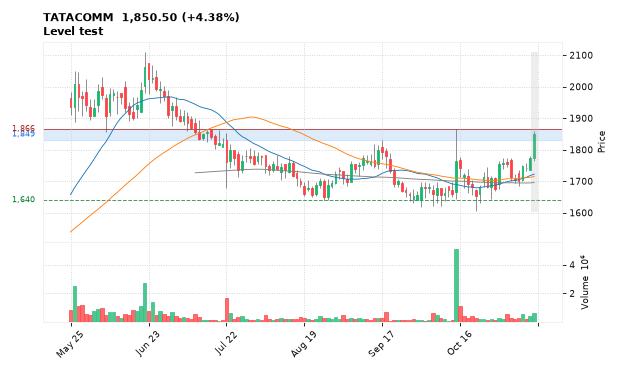 TATACOMM 1,850.50 (+4.38%)
Level test
2100
2000
1900
1,866
1,845
1800
1700
1,640
1600
Price
4
2
Volume 10⁶
May 25
Jun 23
Jul 22
Aug 19
Sep 17
Oct 16